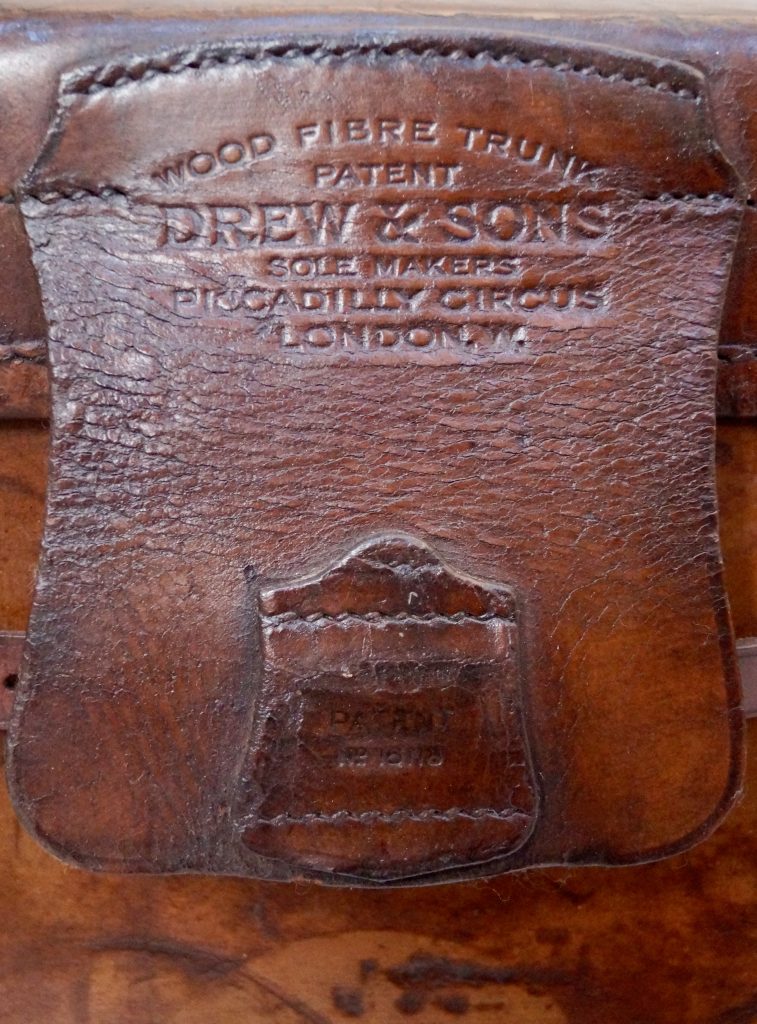 WOOD FIBRE TRUNK
PATENT
DREW & SONS
SOLE MAKERS
PICCADILLY CIRCUS
LONDON. W.
PATENT